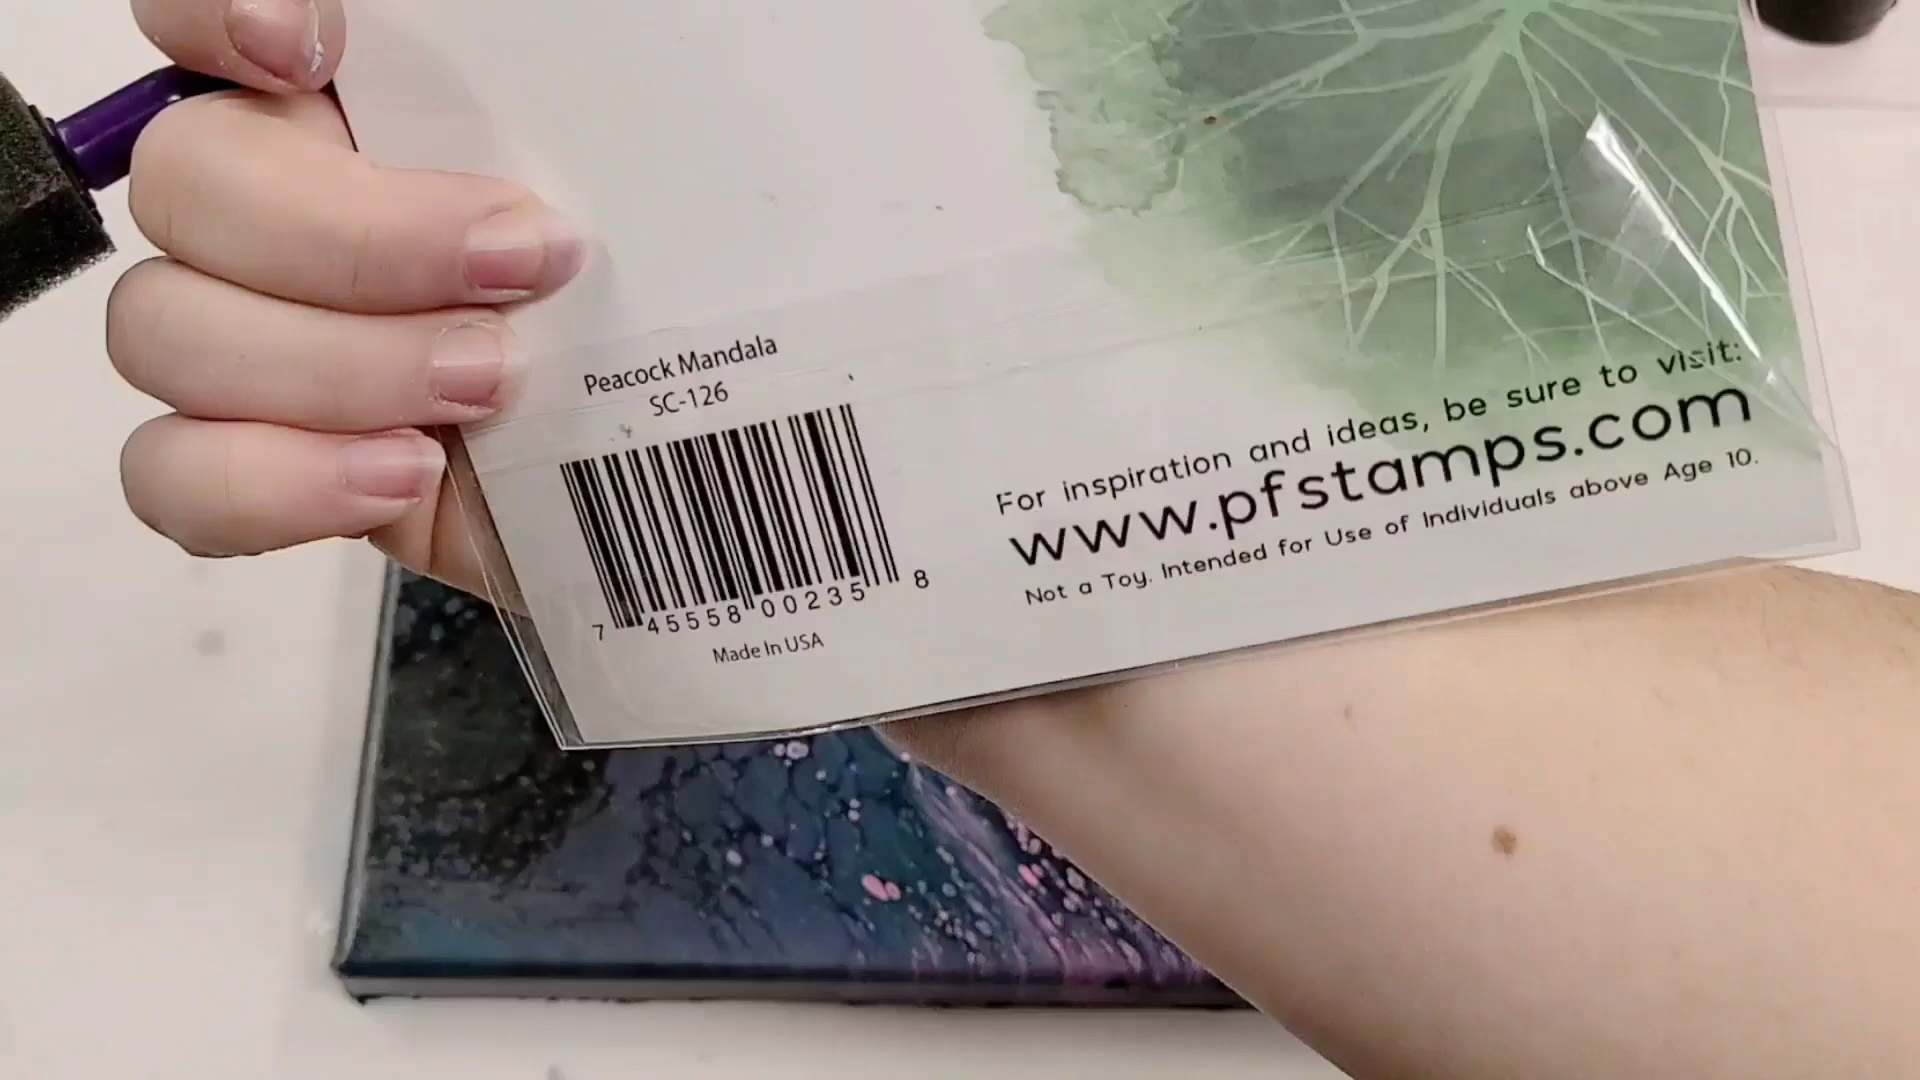 Peacock Mandala
SC-126
7 45558 00235 8
Made In USA
For inspiration and ideas, be sure to visit:
www.pfstamps.com
Not a Toy. Intended for Use of Individuals above Age 10.